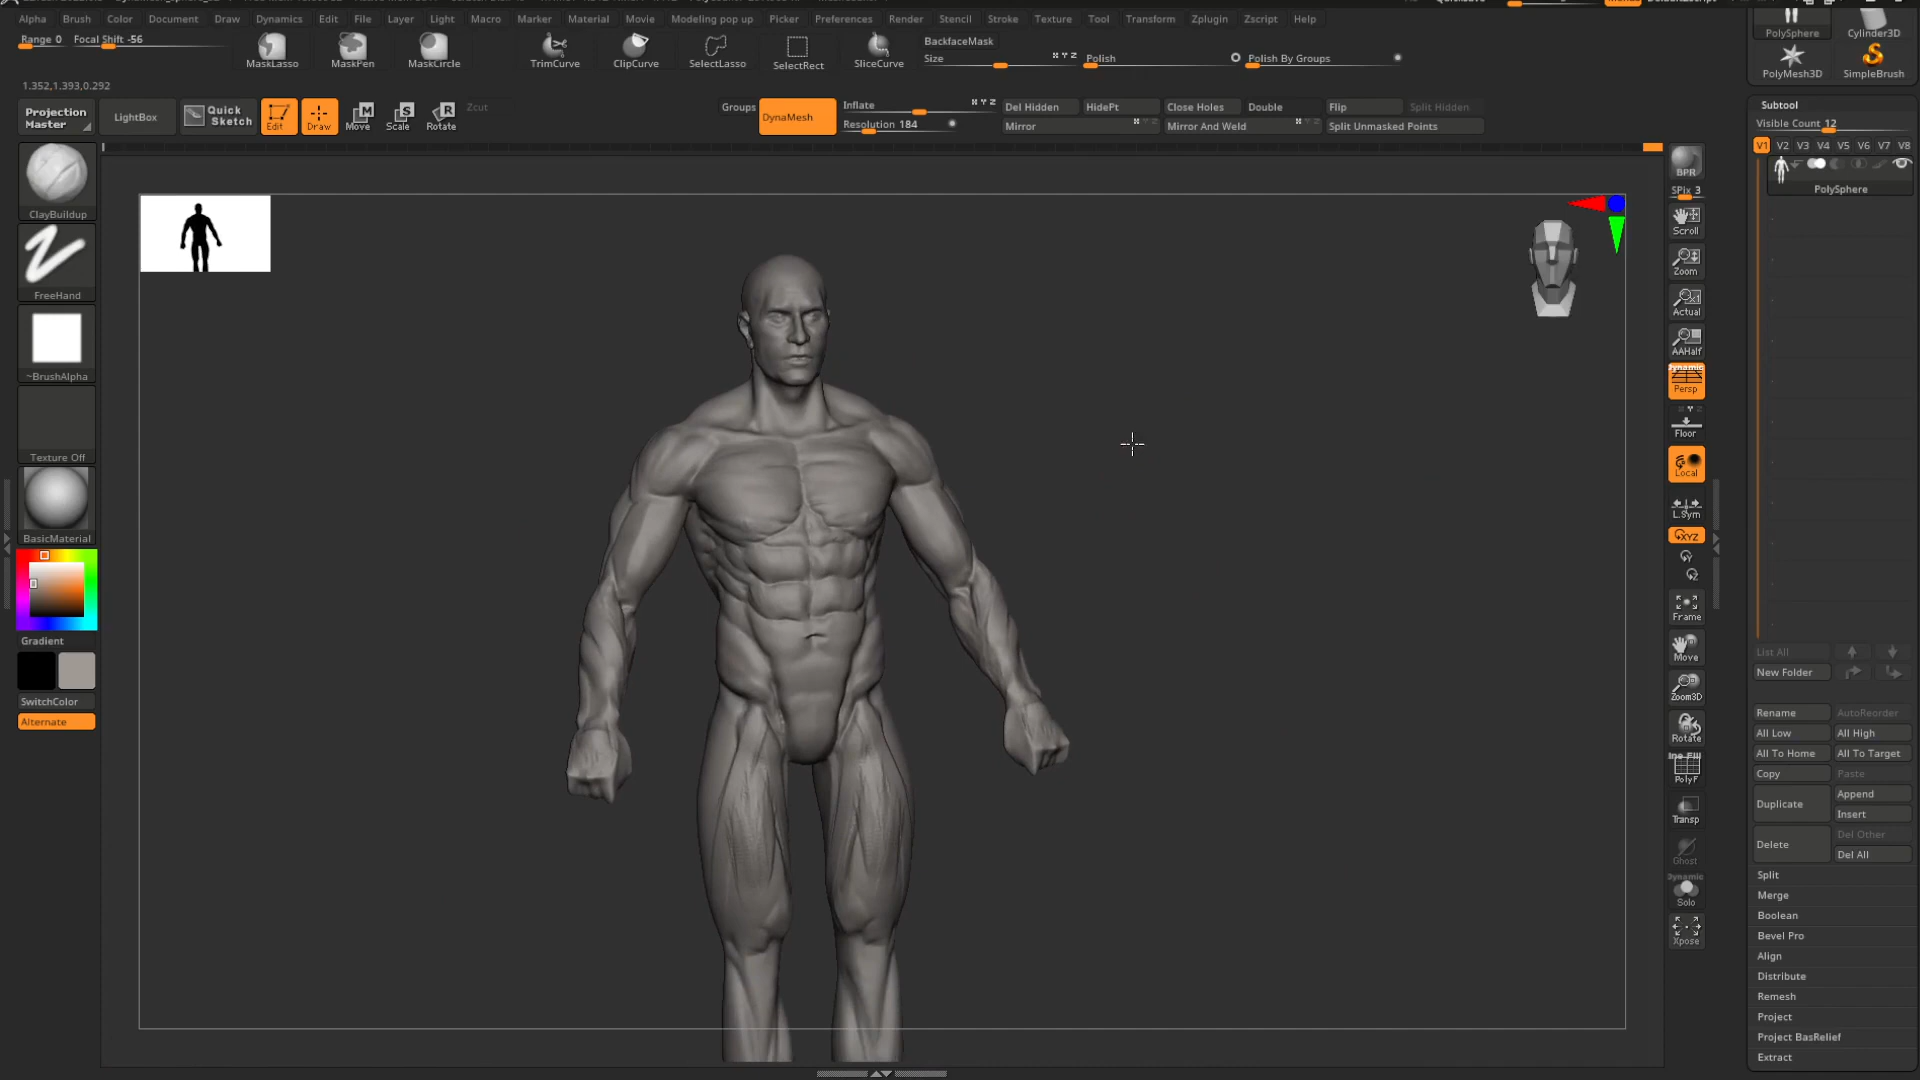 Alpha Brush Color Document Draw Dynamics Edit File Layer Light Macro Marker Material Movie Modeling pop up Picker Preferences Render Stencil Stroke Texture Tool Transform Zplugin Zscript Help
Range 0 Focal Shift -56
MaskLasso MaskPen MaskCircle TrimCurve ClipCurve SelectLasso SelectRect SliceCurve
BackfaceMask
Size X Y Z Polish Polish By Groups
PolySphere Cylinder3D
PolyMesh3D SimpleBrush
1.352,1.393,0.292
Projection Master
LightBox
Quick Sketch
Edit Draw Move Scale Rotate
Zcut
Groups DynaMesh
Inflate X Y Z
Resolution 184
Del Hidden HidePt Close Holes Double Flip Split Hidden
Mirror Mirror And Weld Split Unmasked Points
Subtool
Visible Count 12
V1 V2 V3 V4 V5 V6 V7 V8
PolySphere
ClayBuildup
FreeHand
~BrushAlpha
Texture Off
BasicMaterial
Gradient
SwitchColor
Alternate
BPR
SPix 3
Scroll
Zoom
Actual
AAHalf
Dynamic
Persp
Floor
Local
L.Sym
XYZ
Y
Z
Frame
Move
Zoom3D
Rotate
Line Fill
PolyF
Transp
Ghost
Dynamic
Solo
Xpose
List All
New Folder
Rename AutoReorder
All Low All High
All To Home All To Target
Copy Paste
Duplicate Append
Insert
Delete Del Other
Del All
Split
Merge
Boolean
Bevel Pro
Align
Distribute
Remesh
Project
Project BasRelief
Extract